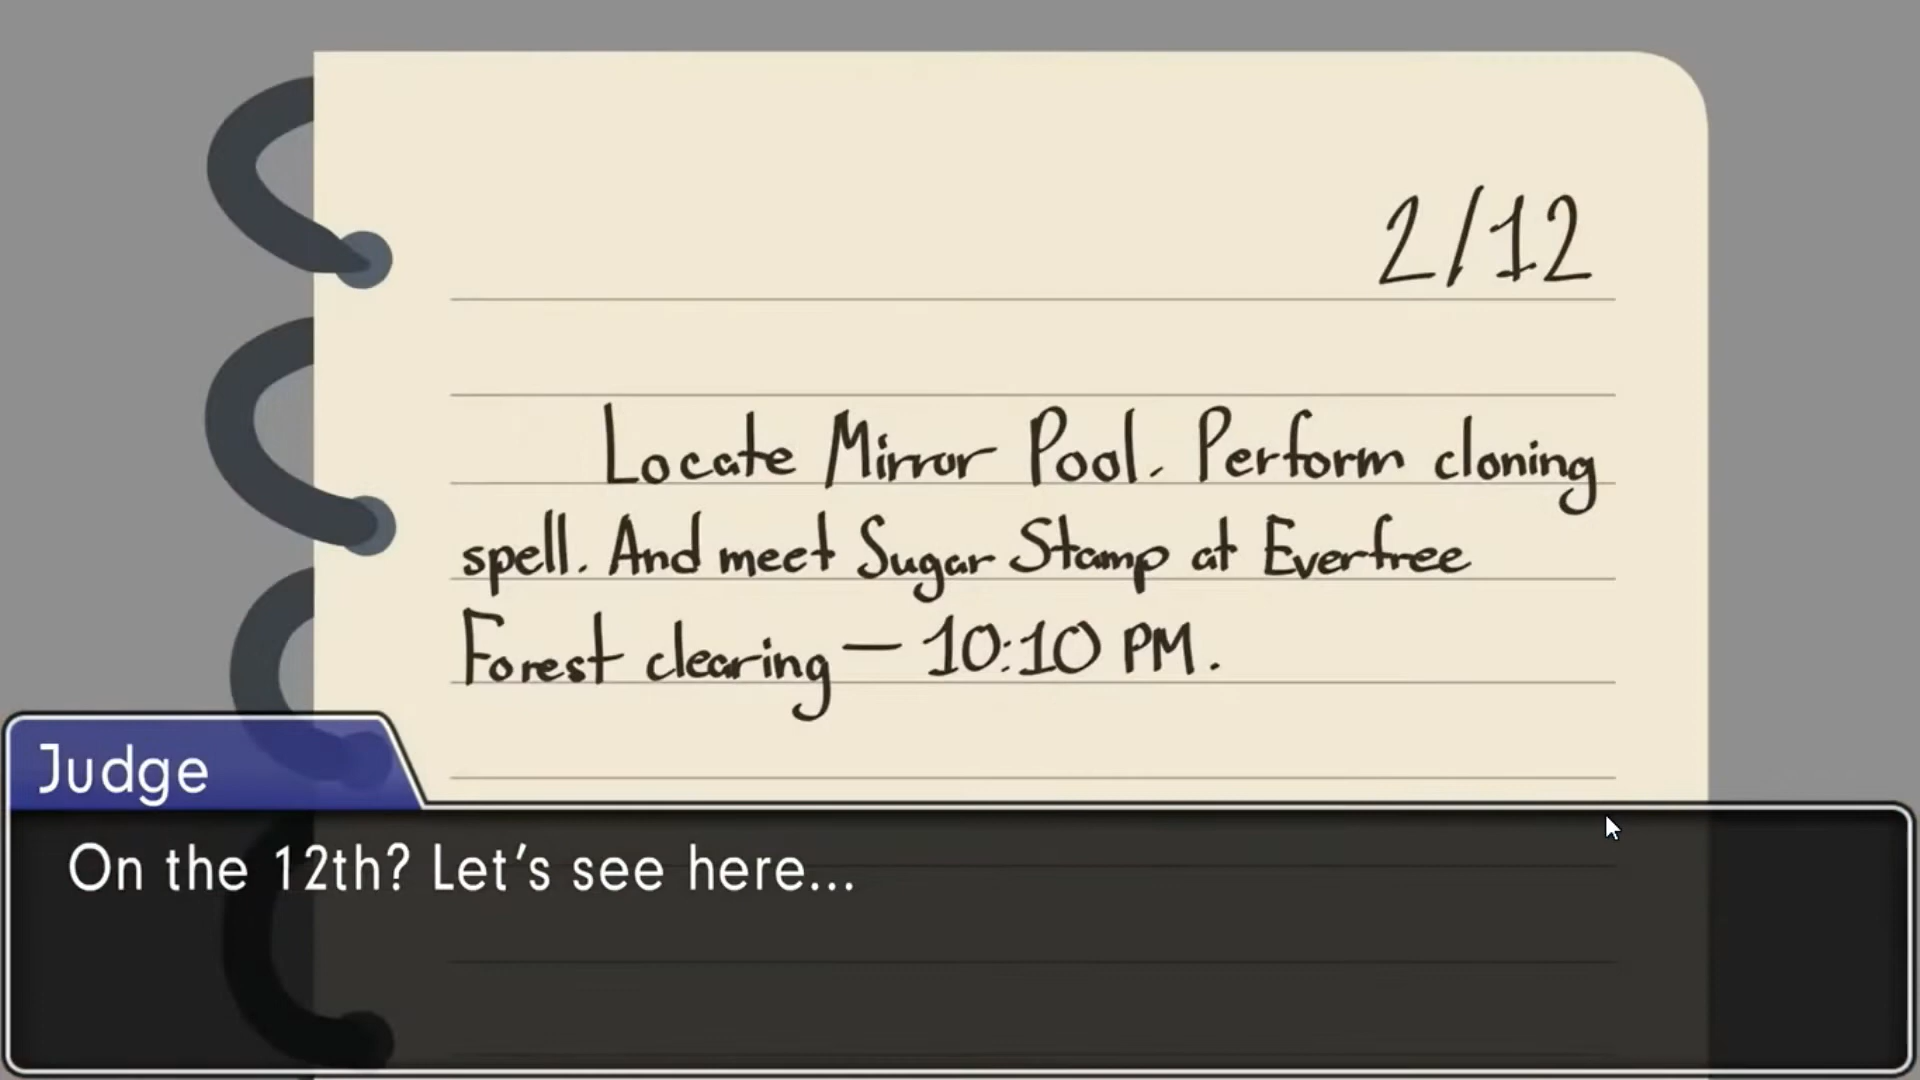 2/12
Locate Mirror Pool. Perform cloning
spell. And meet Sugar Stamp at Everfree
Forest clearing — 10:10 PM.
Judge
On the 12th? Let's see here...